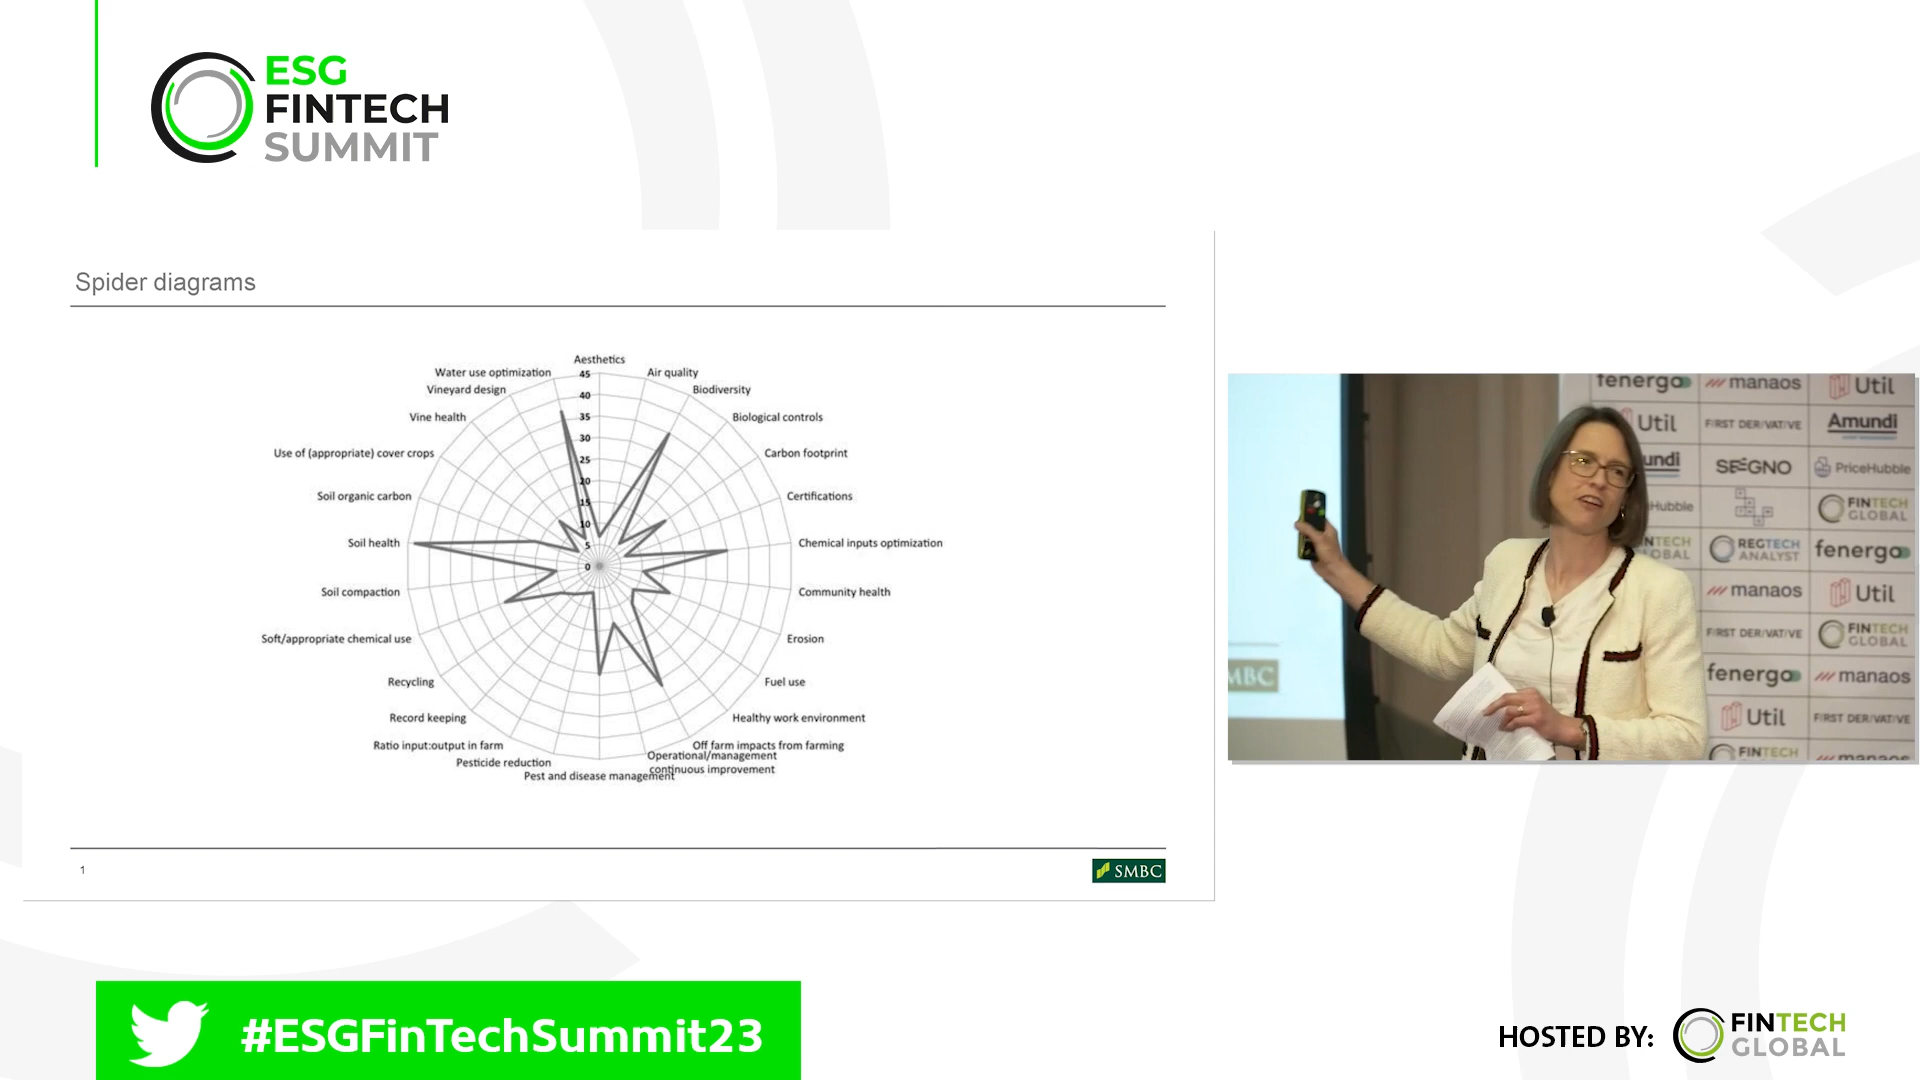 ESG
FINTECH
SUMMIT
Spider diagrams
Aesthetics
Air quality
Biodiversity
Biological controls
Carbon footprint
Certifications
Chemical inputs optimization
Community health
Erosion
Fuel use
Healthy work environment
Off farm impacts from farming
Operational/management
continuous improvement
Pest and disease management
Pesticide reduction
Ratio input:output in farm
Record keeping
Recycling
Soft/appropriate chemical use
Soil compaction
Soil health
Soil organic carbon
Use of (appropriate) cover crops
Vine health
Vineyard design
Water use optimization
45
40
35
30
25
20
15
10
5
0
1
SMBC
fenergo manaos Util
Util FIRST DERIVATIVE Amundi
undi SEEGNO PriceHubble
Hubble FINTECH GLOBAL
NTECH OBAL REGTECH ANALYST fenergo
manaos Util
FIRST DERIVATIVE FINTECH GLOBAL
MBC fenergo manaos
Util FIRST DERIVATIVE
FINTECH manaos
#ESGFinTechSummit23
HOSTED BY: FINTECH
GLOBAL